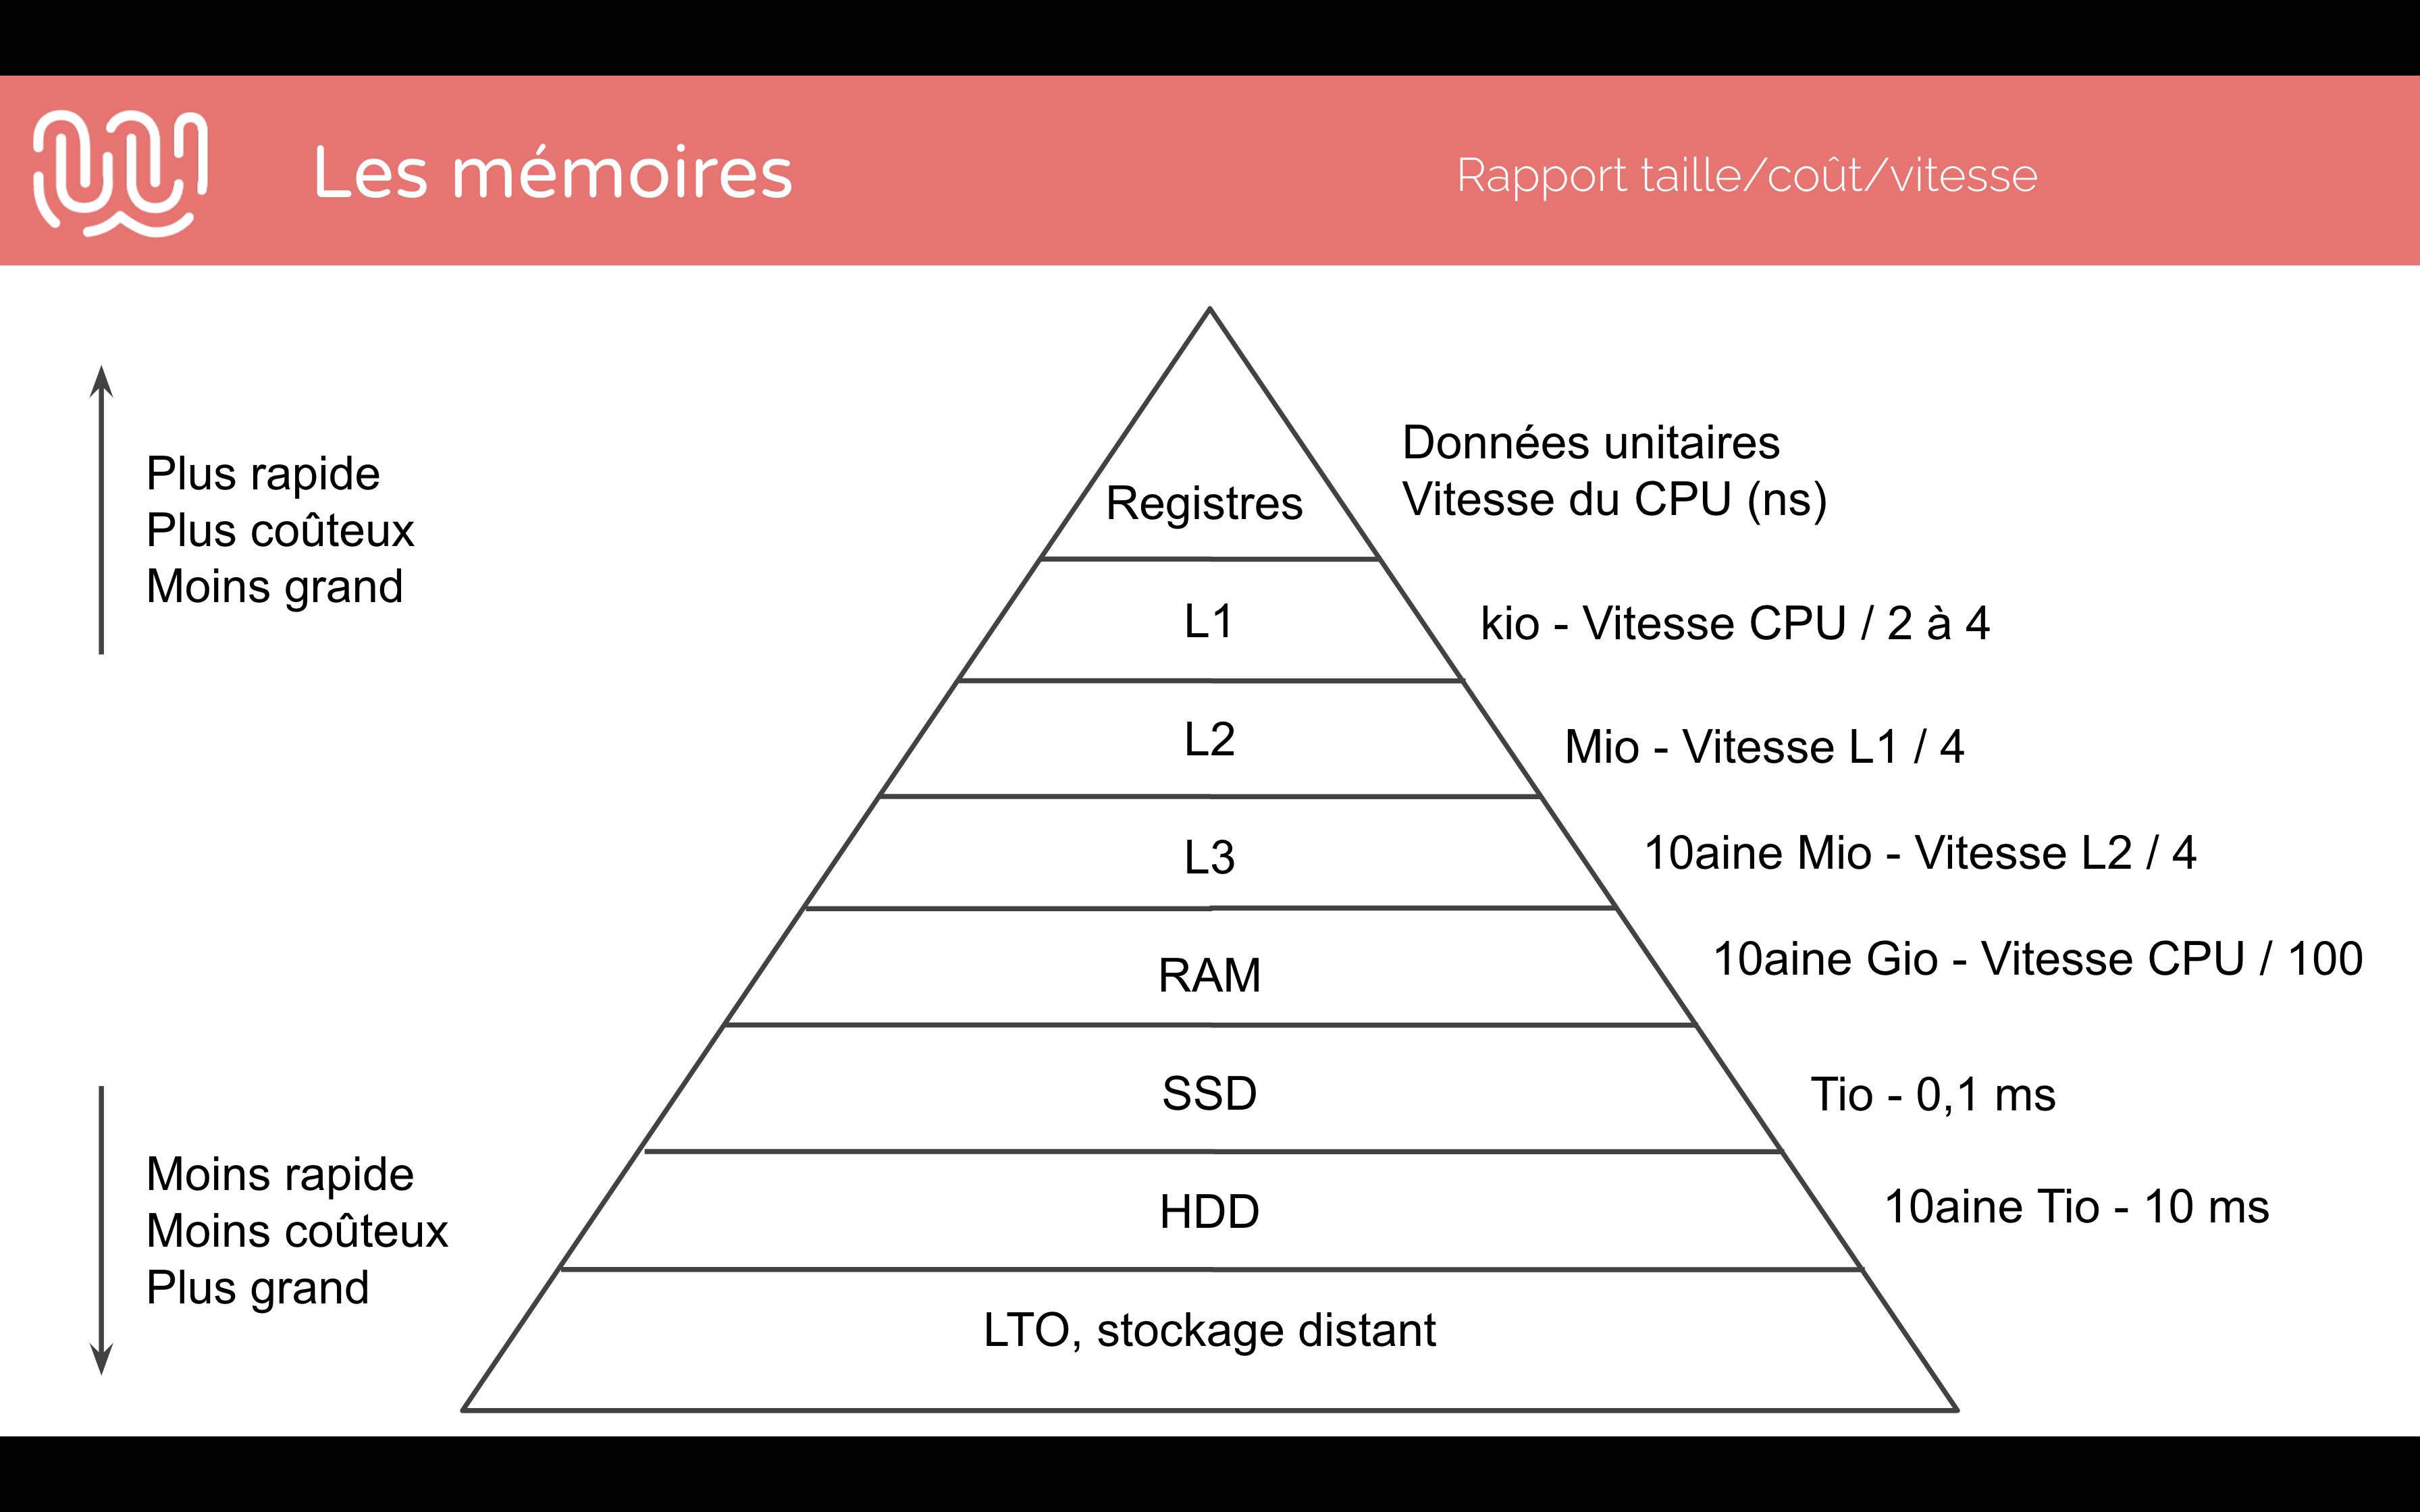 Les mémoires
Rapport taille/coût/vitesse
Plus rapide
Plus coûteux
Moins grand
Registres
Données unitaires
Vitesse du CPU (ns)
L1
kio - Vitesse CPU / 2 à 4
L2
Mio - Vitesse L1 / 4
L3
10aine Mio - Vitesse L2 / 4
RAM
10aine Gio - Vitesse CPU / 100
SSD
Tio - 0,1 ms
HDD
10aine Tio - 10 ms
Moins rapide
Moins coûteux
Plus grand
LTO, stockage distant